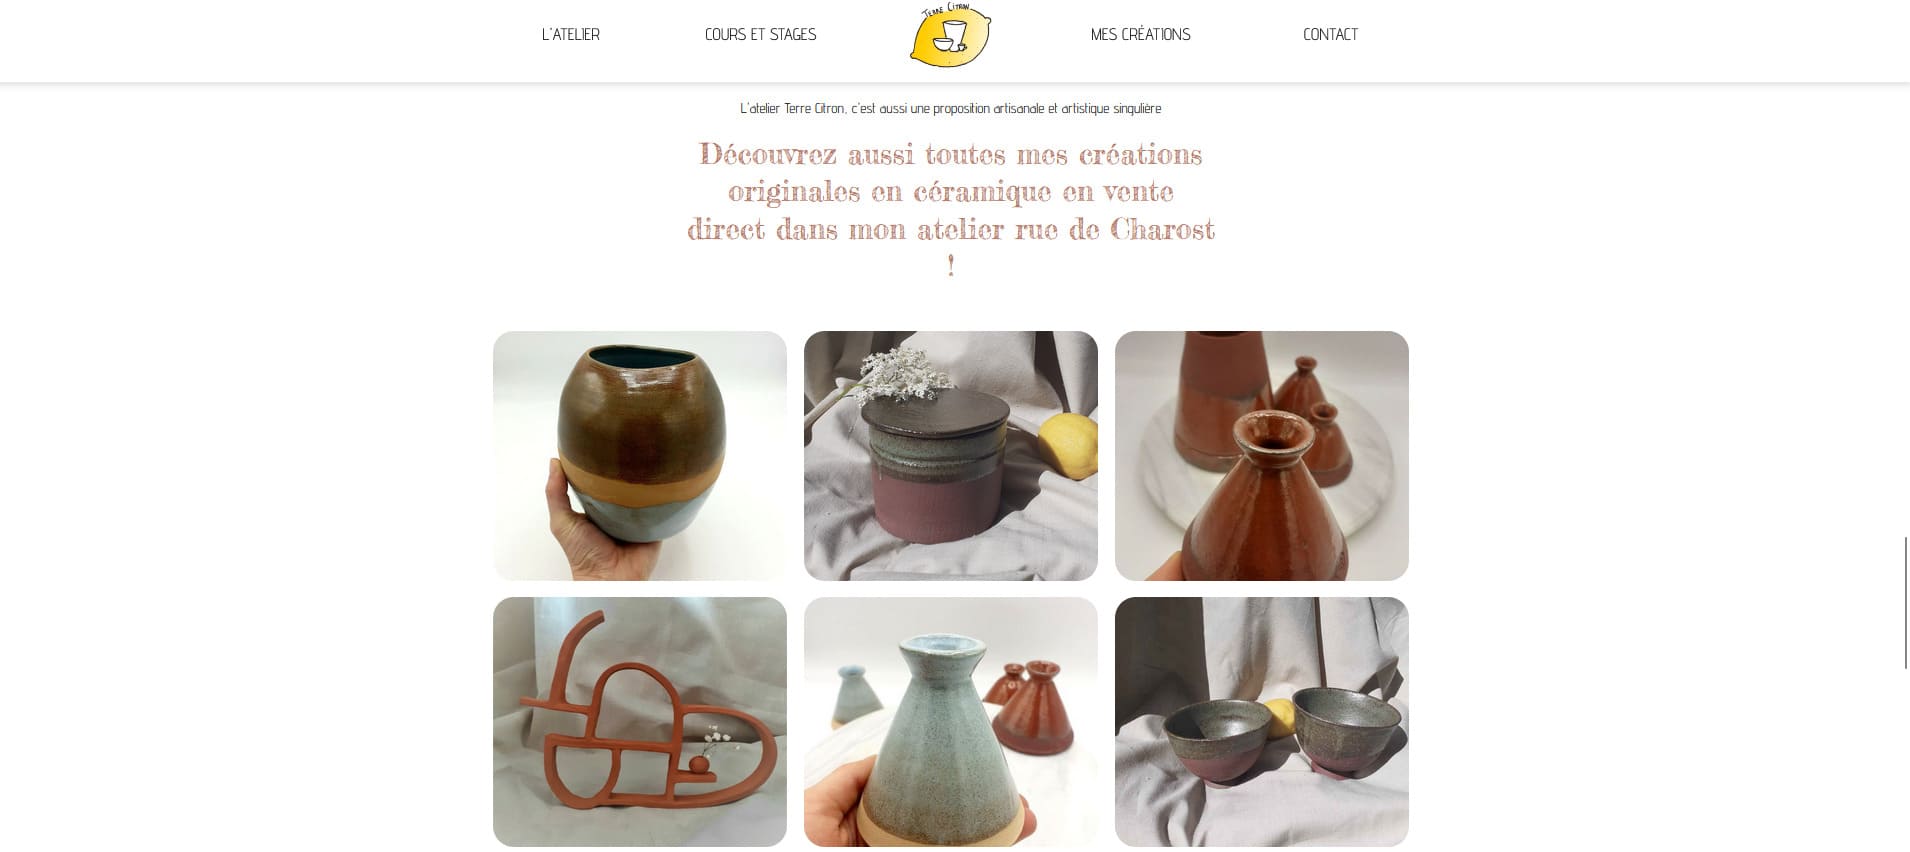 L'ATELIER
COURS ET STAGES
TERRE CITRON
MES CRÉATIONS
CONTACT
L'atelier Terre Citron, c'est aussi une proposition artisanale et artistique singulière
Découvrez aussi toutes mes créations
originales en céramique en vente
direct dans mon atelier rue de Charost
!